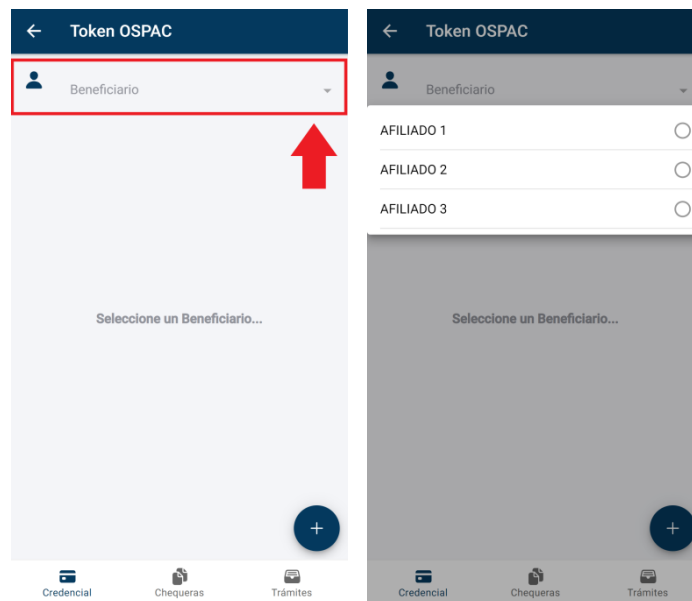 Token OSPAC
Beneficiario
Seleccione un Beneficiario...
+
Credencial
Chequeras
Trámites
Token OSPAC
Beneficiario
AFILIADO 1
AFILIADO 2
AFILIADO 3
Seleccione un Beneficiario...
+
Credencial
Chequeras
Trámites